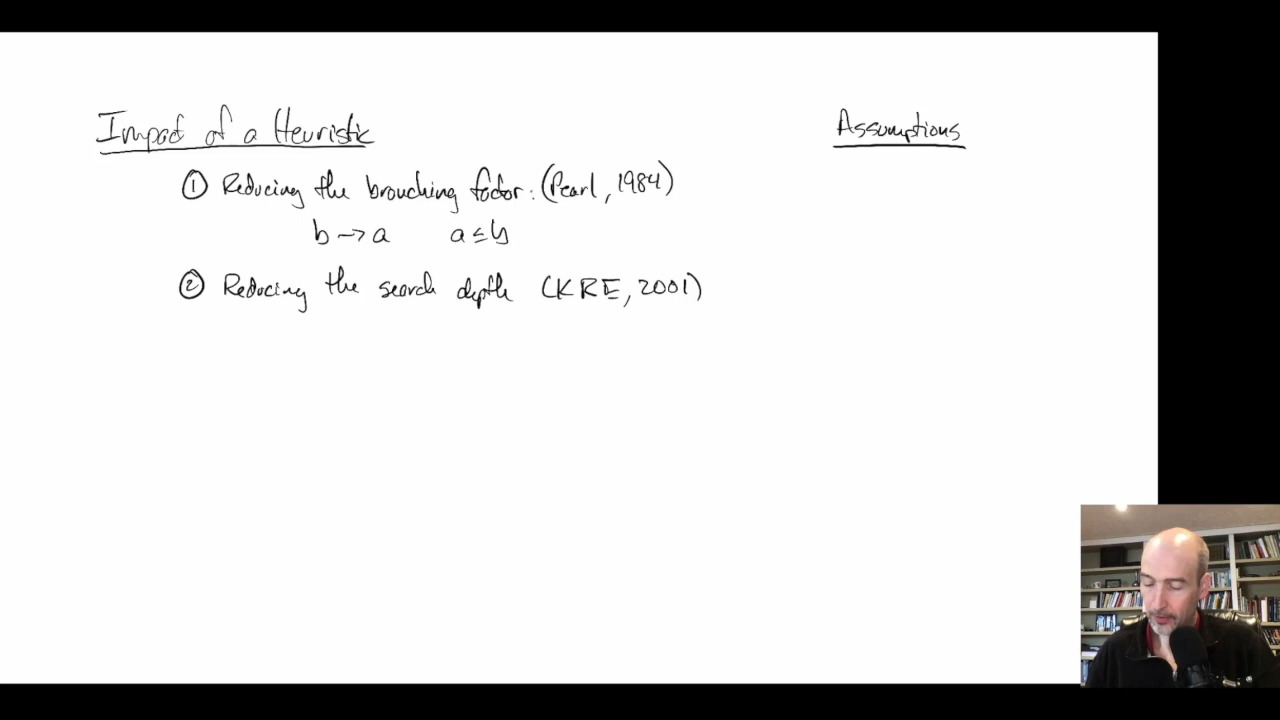 Impact of a Heuristic
Assumptions
① Reducing the branching factor: (Pearl, 1984)
b → a a ≤ b
② Reducing the search depth (KRE, 2001)